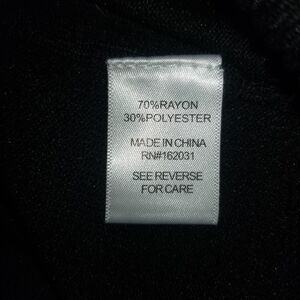 70%RAYON
30%POLYESTER
MADE IN CHINA
RN#162031
SEE REVERSE
FOR CARE